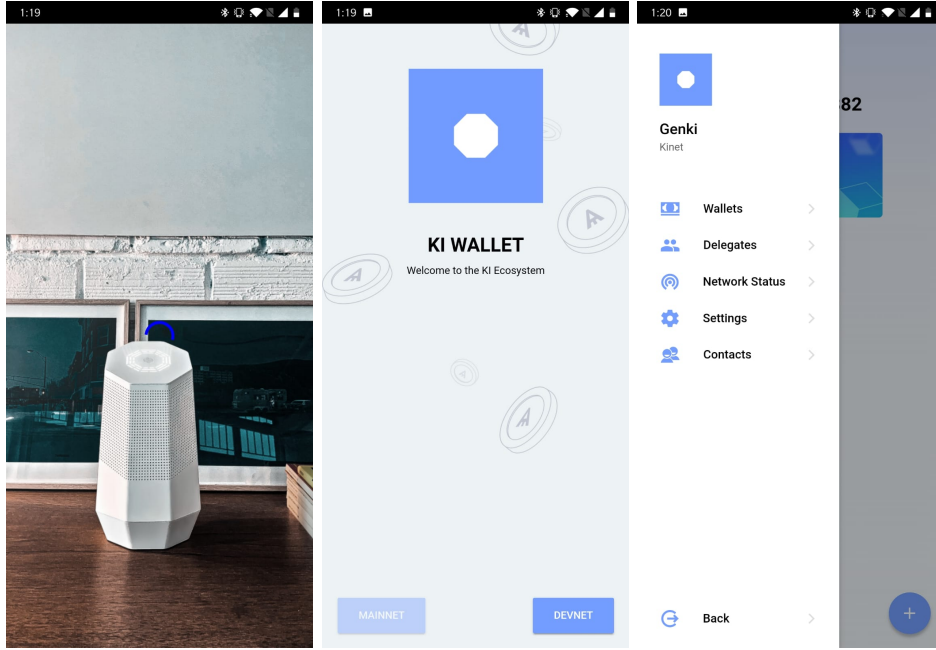 1:19
1:19
KI WALLET
Welcome to the KI Ecosystem
MAINNET
DEVNET
1:20
Genki
Kinet
Wallets
Delegates
Network Status
Settings
Contacts
Back
82
+